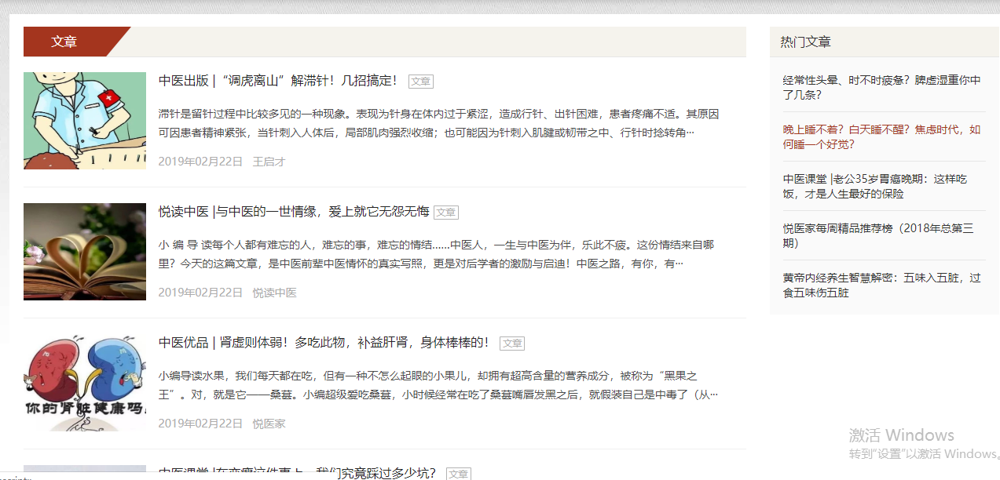 文章
中医出版 | “调虎离山”解滞针！几招搞定！ 文章
滞针是留针过程中比较多见的一种现象。表现为针身在体内过于紧涩，造成行针、出针困难，患者疼痛不适。其原因
可因患者精神紧张，当针刺入人体后，局部肌肉强烈收缩；也可能因为针刺入肌腱或韧带之中、行针时捻转角···
2019年02月22日 王启才
悦读中医 |与中医的一世情缘，爱上就它无怨无悔 文章
小 编 导 读每个人都有难忘的人，难忘的事，难忘的情结......中医人，一生与中医为伴，乐此不疲。这份情结来自哪
里？今天的这篇文章，是中医前辈中医情怀的真实写照，更是对后学者的激励与启迪！中医之路，有你，有···
2019年02月22日 悦读中医
中医优品 | 肾虚则体弱！多吃此物，补益肝肾，身体棒棒的！ 文章
小编导读水果，我们每天都在吃，但有一种不怎么起眼的小果儿，却拥有超高含量的营养成分，被称为“黑果之
王”。对，就是它——桑葚。小编超级爱吃桑葚，小时候经常在吃了桑葚嘴唇发黑之后，就假装自己是中毒了（从···
2019年02月22日 悦医家
你的肾脏健康吗
中医课堂 |在变瘦这件事上，我们究竟踩过多少坑？ 文章
热门文章
经常性头晕、时不时疲惫？脾虚湿重你中
了几条？
晚上睡不着？白天睡不醒？焦虑时代，如
何睡一个好觉？
中医课堂 |老公35岁胃癌晚期：这样吃
饭，才是人生最好的保险
悦医家每周精品推荐榜（2018年总第三
期）
黄帝内经养生智慧解密：五味入五脏，过
食五味伤五脏
激活 Windows
转到“设置”以激活 Windows。